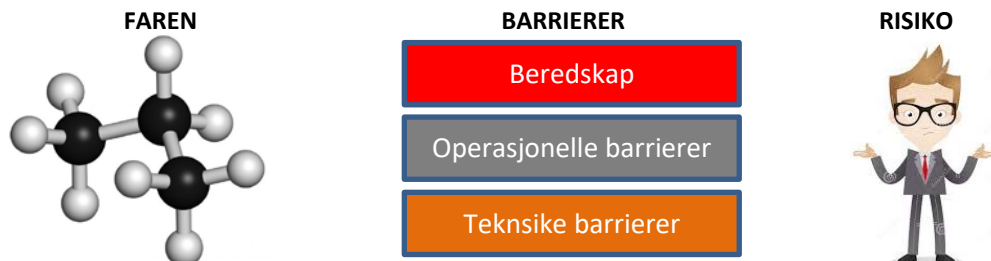 FAREN
BARRIERER
RISIKO
Beredskap
Operasjonelle barrierer
Teknsike barrierer